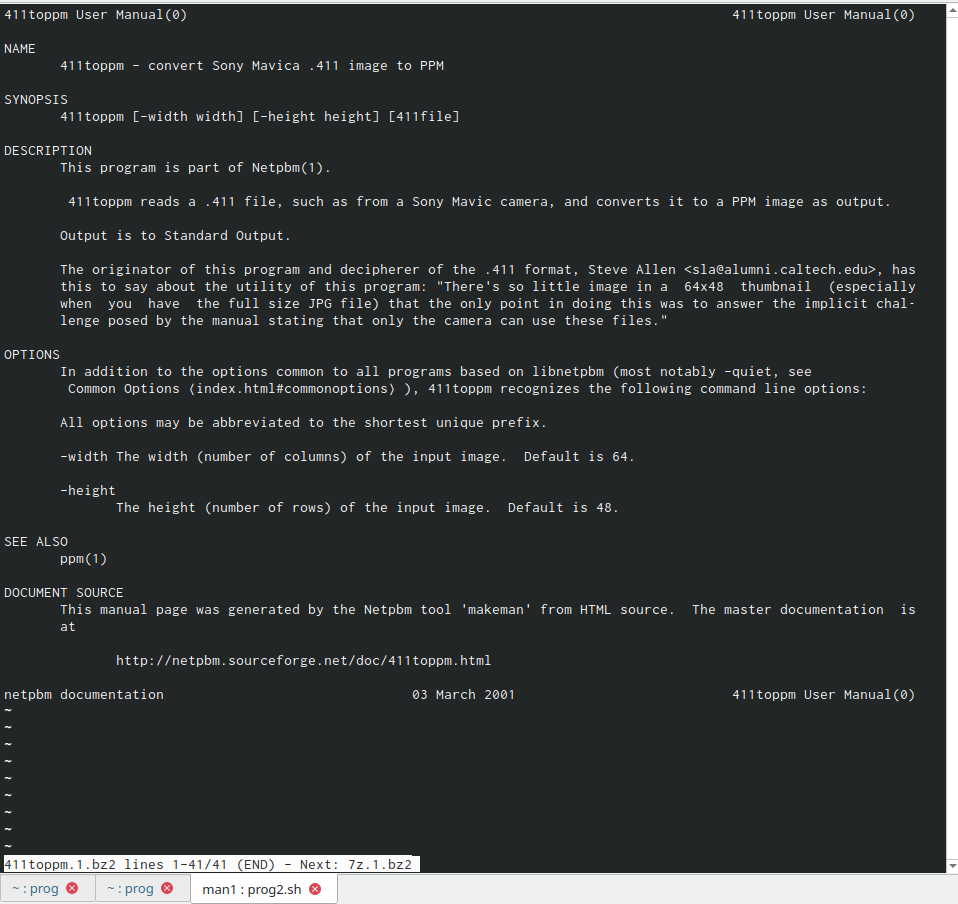 411toppm User Manual(0)                                                                    411toppm User Manual(0)
NAME
411toppm - convert Sony Mavica .411 image to PPM
SYNOPSIS
411toppm [-width width] [-height height] [411file]
DESCRIPTION
This program is part of Netpbm(1).
411toppm reads a .411 file, such as from a Sony Mavic camera, and converts it to a PPM image as output.
Output is to Standard Output.
The originator of this program and decipherer of the .411 format, Steve Allen <sla@alumni.caltech.edu>, has
this to say about the utility of this program: "There's so little image in a  64x48  thumbnail  (especially
when  you  have  the full size JPG file) that the only point in doing this was to answer the implicit chal-
lenge posed by the manual stating that only the camera can use these files."
OPTIONS
In addition to the options common to all programs based on libnetpbm (most notably -quiet, see
Common Options ⟨index.html#commonoptions⟩ ), 411toppm recognizes the following command line options:
All options may be abbreviated to the shortest unique prefix.
-width The width (number of columns) of the input image.  Default is 64.
-height
The height (number of rows) of the input image.  Default is 48.
SEE ALSO
ppm(1)
DOCUMENT SOURCE
This manual page was generated by the Netpbm tool 'makeman' from HTML source.  The master documentation  is
at
http://netpbm.sourceforge.net/doc/411toppm.html
netpbm documentation                               03 March 2001                           411toppm User Manual(0)
~
~
~
~
~
~
~
~
~
411toppm.1.bz2 lines 1-41/41 (END) - Next: 7z.1.bz2
~ : prog ~ : prog man1 : prog2.sh